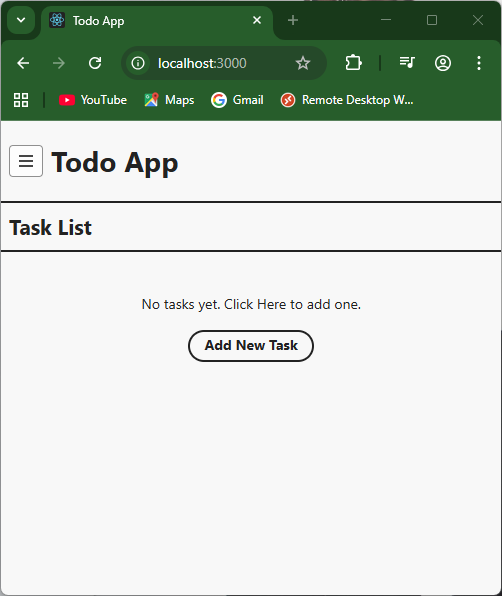 Todo App
localhost:3000
YouTube
Maps
Gmail
Remote Desktop W...
Todo App
Task List
No tasks yet. Click Here to add one.
Add New Task